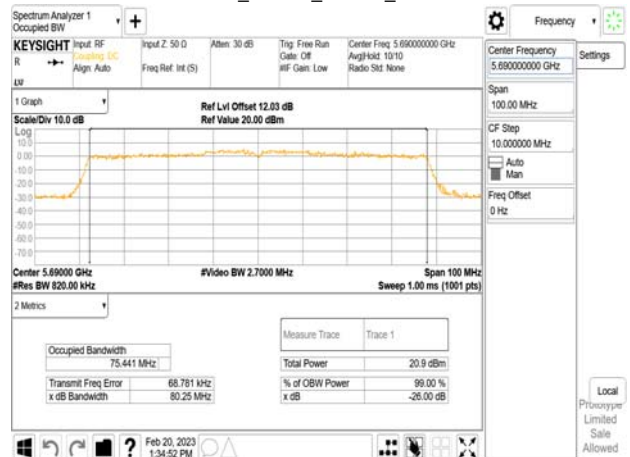 Spectrum Analyzer 1
Occupied BW
Frequency
KEYSIGHT
R
LXI
Input: RF
Coupling: DC
Align: Auto
Input Z: 50 Ω
Freq Ref: Int (S)
Atten: 30 dB
Trig: Free Run
Gate: Off
#IF Gain: Low
Center Freq: 5.690000000 GHz
Avg|Hold: 10/10
Radio Std: None
Center Frequency
5.690000000 GHz
Settings
Span
100.00 MHz
CF Step
10.000000 MHz
Auto
Man
Freq Offset
0 Hz
1 Graph
Scale/Div 10.0 dB
Ref Lvl Offset 12.03 dB
Ref Value 20.00 dBm
Log
10.0
0.00
-10.0
-20.0
-30.0
-40.0
-50.0
-60.0
-70.0
Center 5.69000 GHz
#Res BW 820.00 kHz
#Video BW 2.7000 MHz
Span 100 MHz
Sweep 1.00 ms (1001 pts)
2 Metrics
Measure Trace Trace 1
Occupied Bandwidth
75.441 MHz
Total Power 20.9 dBm
Transmit Freq Error 68.781 kHz
% of OBW Power 99.00 %
x dB Bandwidth 80.25 MHz
x dB -26.00 dB
Local
Prototype
Limited
Sale
Allowed
?
Feb 20, 2023
1:34:52 PM